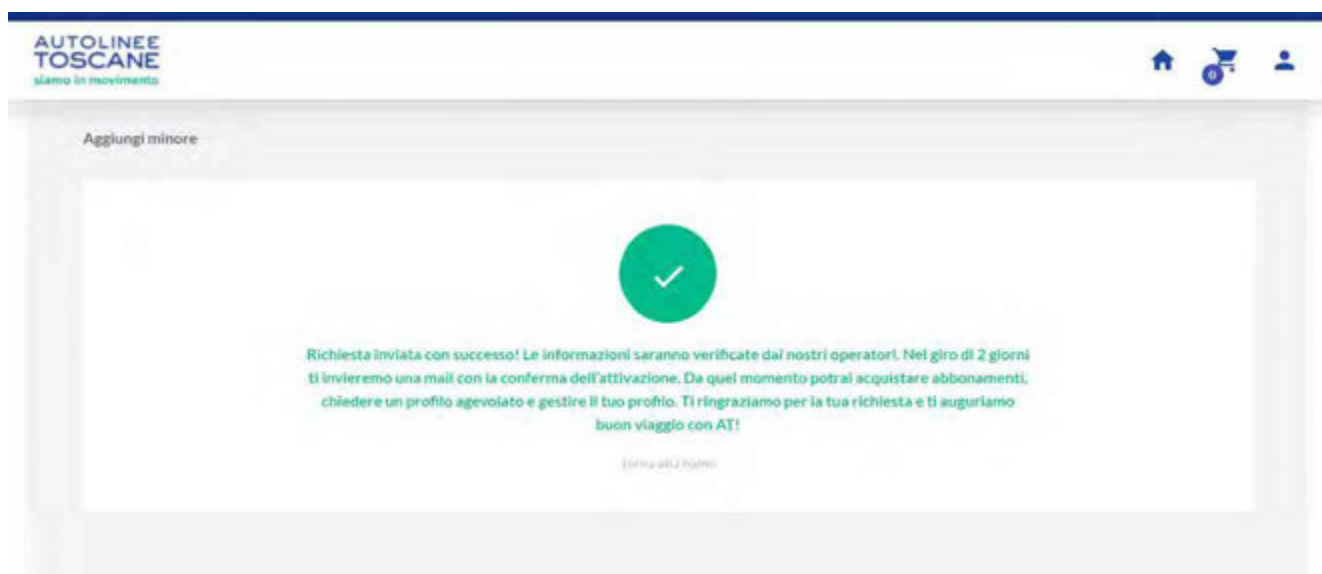 AUTOLINEE
TOSCANE
siamo in movimento
0
Aggiungi minore
Richiesta inviata con successo! Le informazioni saranno verificate dai nostri operatori. Nel giro di 2 giorni
ti invieremo una mail con la conferma dell'attivazione. Da quel momento potrai acquistare abbonamenti,
chiedere un profilo agevolato e gestire il tuo profilo. Ti ringraziamo per la tua richiesta e ti auguriamo
buon viaggio con AT!